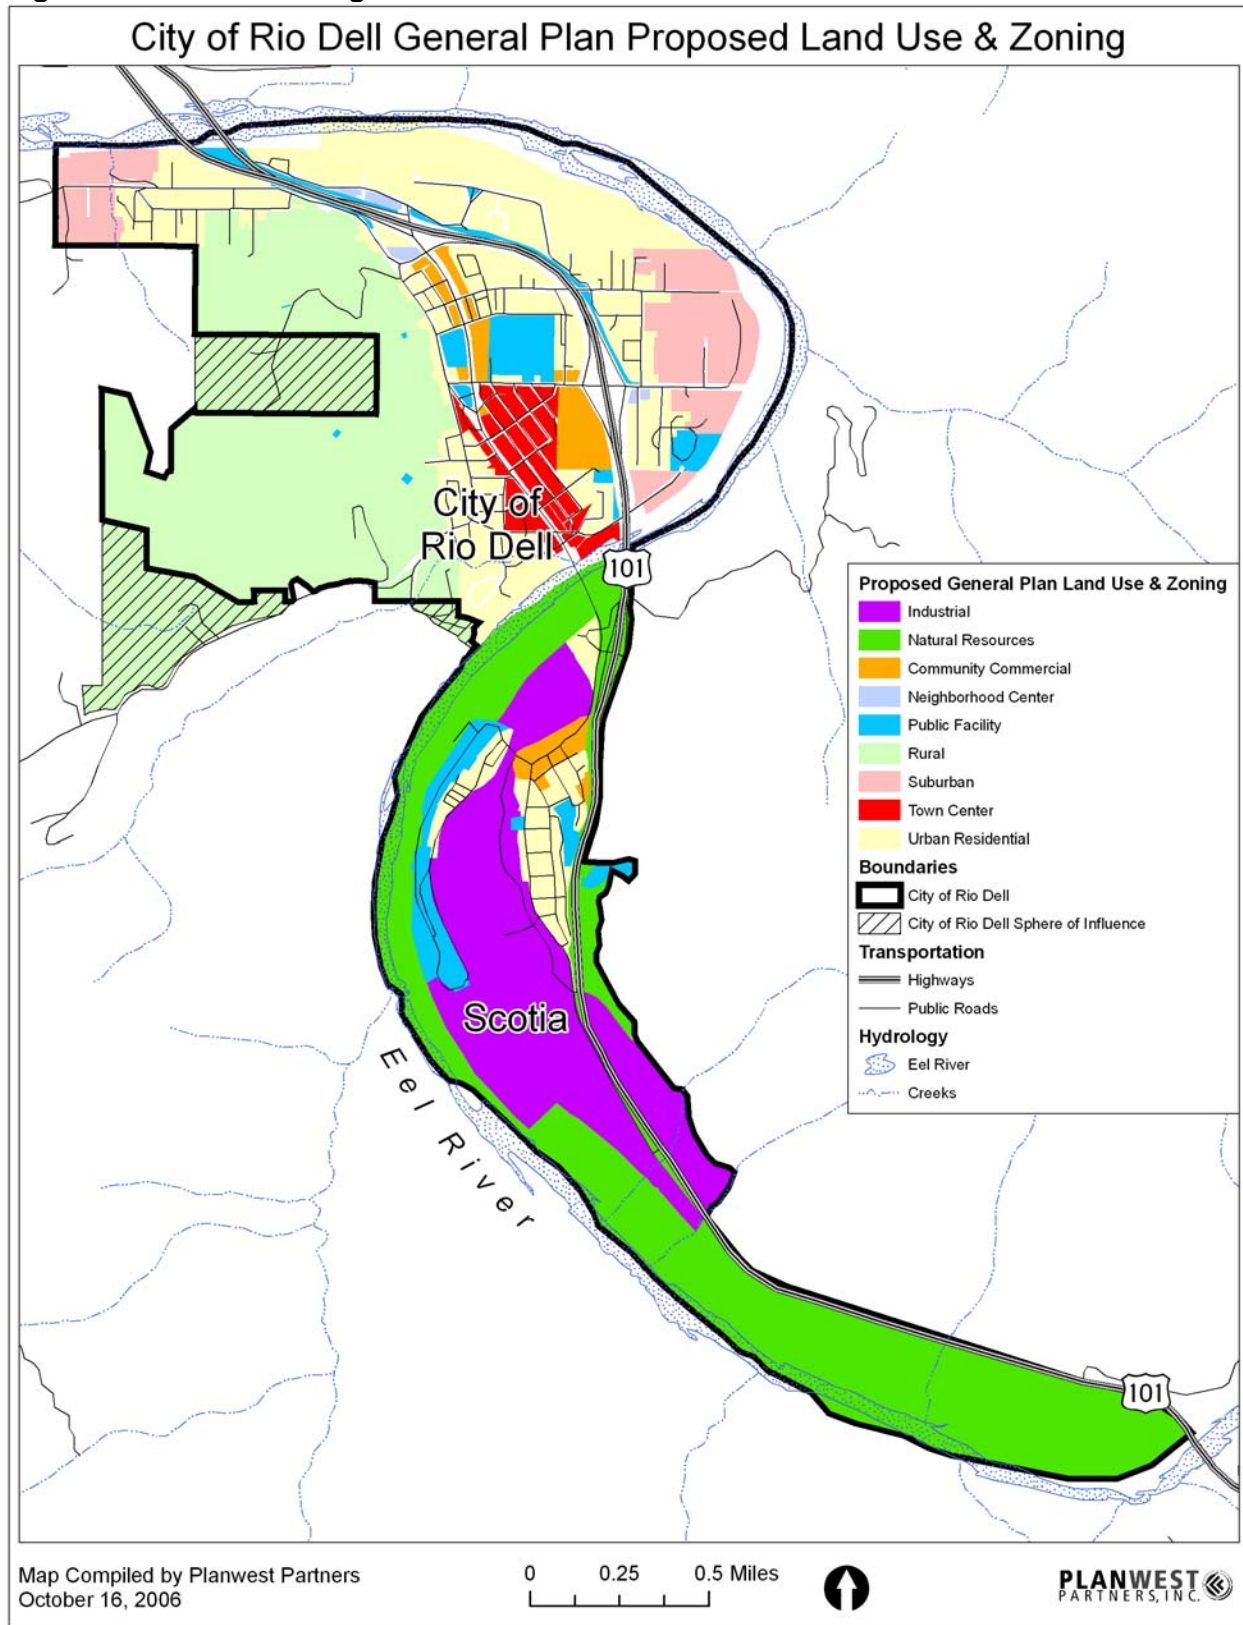 City of Rio Dell General Plan Proposed Land Use & Zoning
City of
Rio Dell
101
Proposed General Plan Land Use & Zoning
Industrial
Natural Resources
Community Commercial
Neighborhood Center
Public Facility
Rural
Suburban
Town Center
Urban Residential
Boundaries
City of Rio Dell
City of Rio Dell Sphere of Influence
Transportation
Highways
Public Roads
Hydrology
Eel River
Creeks
Scotia
Eel River
101
Map Compiled by Planwest Partners
October 16, 2006
0 0.25 0.5 Miles
PLANWEST
PARTNERS, INC.